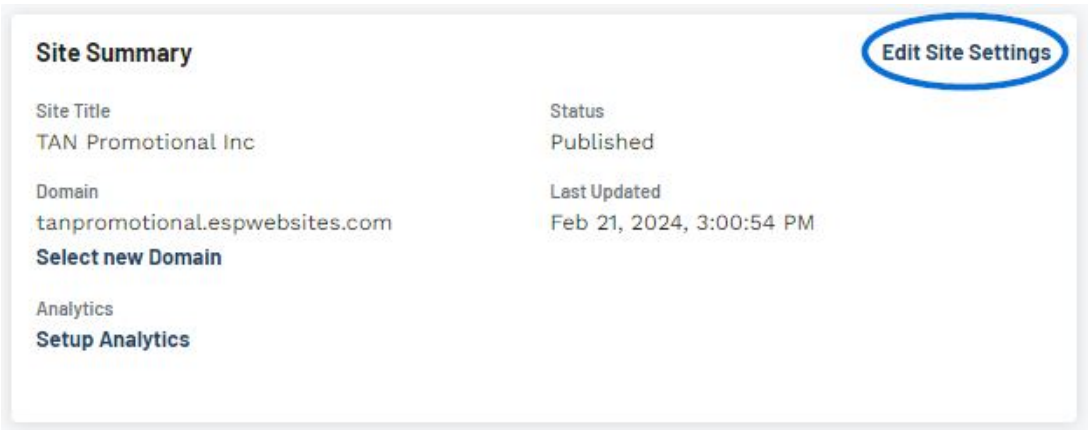 Site Summary
Edit Site Settings
Site Title
TAN Promotional Inc
Status
Published
Domain
tanpromotional.espwebsites.com
Select new Domain
Last Updated
Feb 21, 2024, 3:00:54 PM
Analytics
Setup Analytics